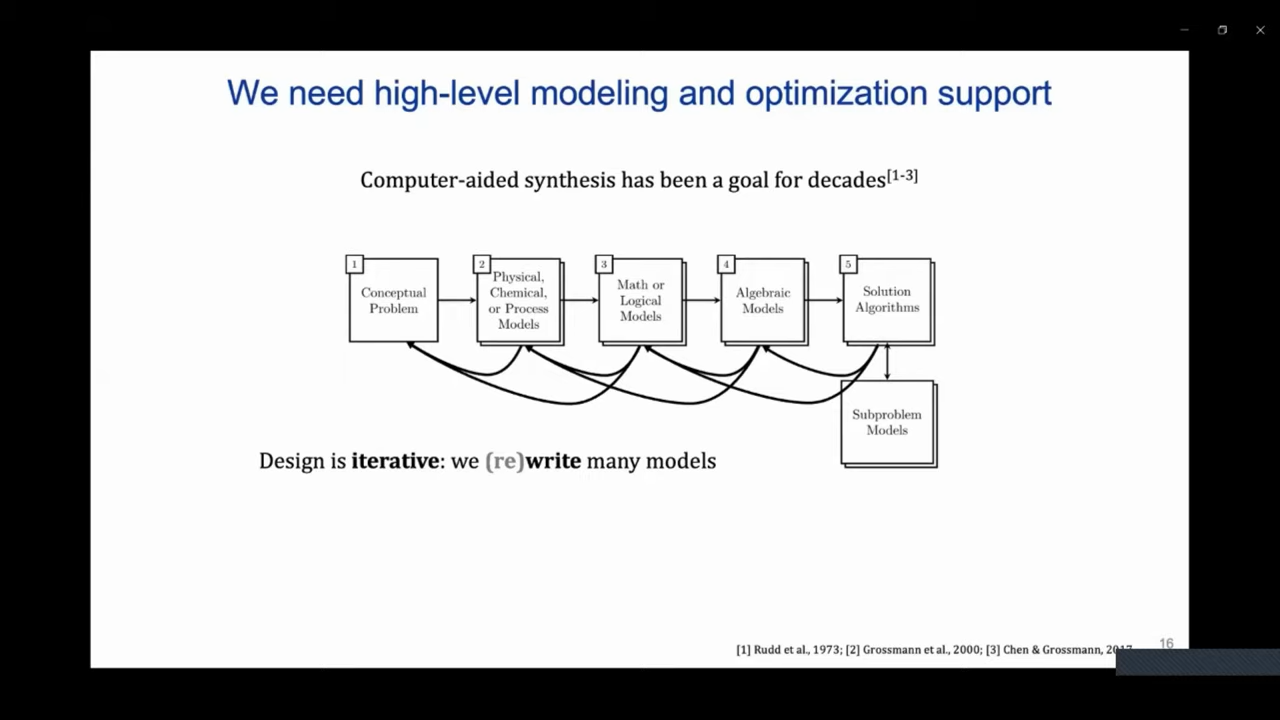 We need high-level modeling and optimization support
Computer-aided synthesis has been a goal for decades[1-3]
1
Conceptual
Problem
2
Physical,
Chemical,
or Process
Models
3
Math or
Logical
Models
4
Algebraic
Models
5
Solution
Algorithms
Subproblem
Models
Design is iterative: we (re)write many models
[1] Rudd et al., 1973; [2] Grossmann et al., 2000; [3] Chen & Grossmann,
16